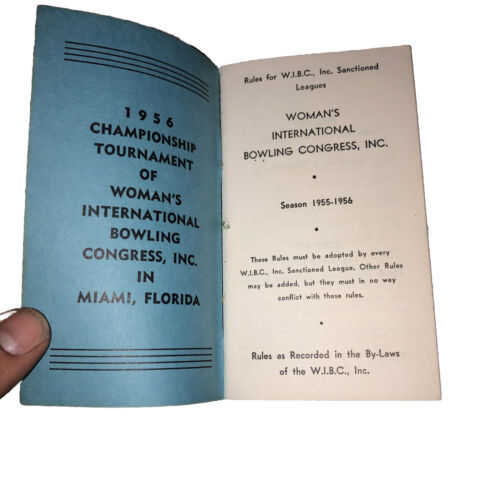 1956
CHAMPIONSHIP
TOURNAMENT
OF
WOMAN'S
INTERNATIONAL
BOWLING
CONGRESS, INC.
IN
MIAMI, FLORIDA
Rules for W.I.B.C., Inc. Sanctioned
Leagues
WOMAN'S
INTERNATIONAL
BOWLING CONGRESS, INC.
Season 1955-1956
These Rules must be adopted by every
W.I.B.C., Inc. Sanctioned League. Other Rules
may be added, but they must in no way
conflict with these rules.
Rules as Recorded in the By-Laws
of the W.I.B.C., Inc.